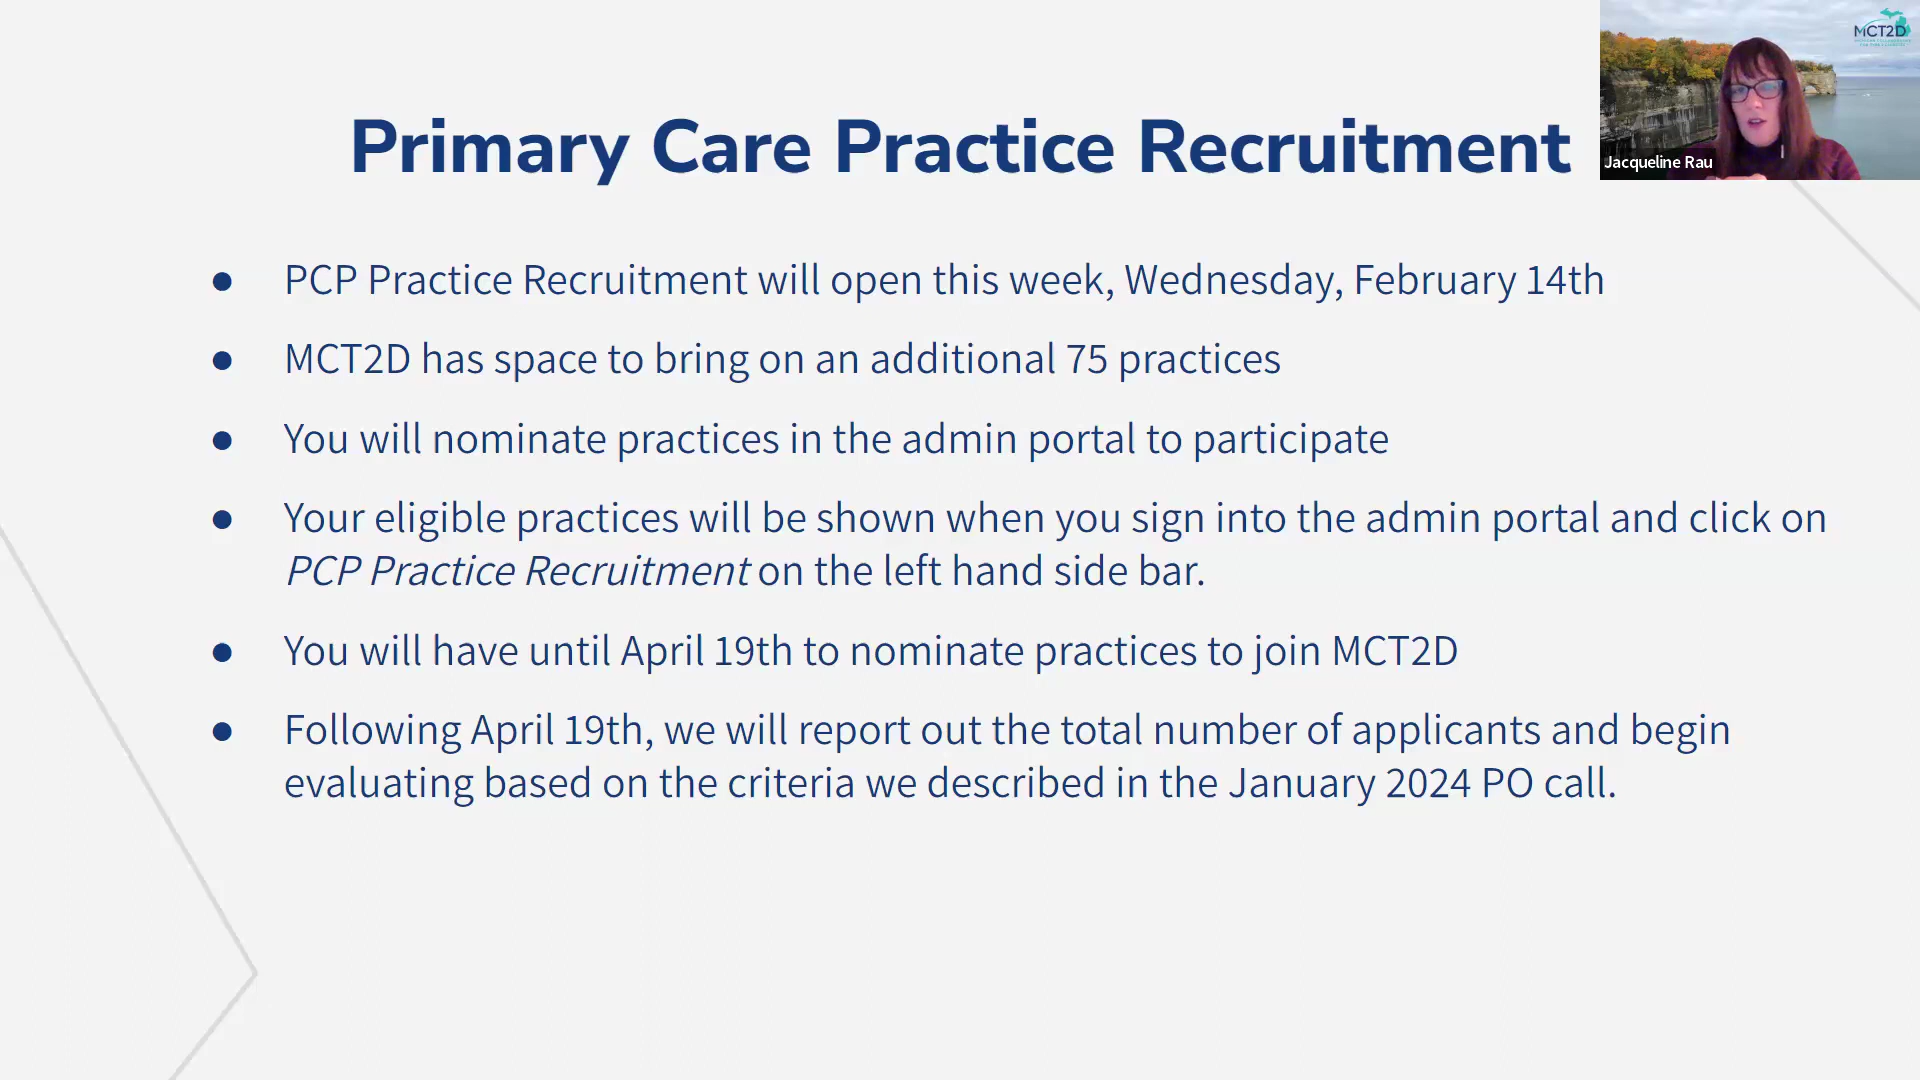 MCT2D
Jacqueline Rau
Primary Care Practice Recruitment
● PCP Practice Recruitment will open this week, Wednesday, February 14th
● MCT2D has space to bring on an additional 75 practices
● You will nominate practices in the admin portal to participate
● Your eligible practices will be shown when you sign into the admin portal and click on
PCP Practice Recruitment on the left hand side bar.
● You will have until April 19th to nominate practices to join MCT2D
● Following April 19th, we will report out the total number of applicants and begin
evaluating based on the criteria we described in the January 2024 PO call.